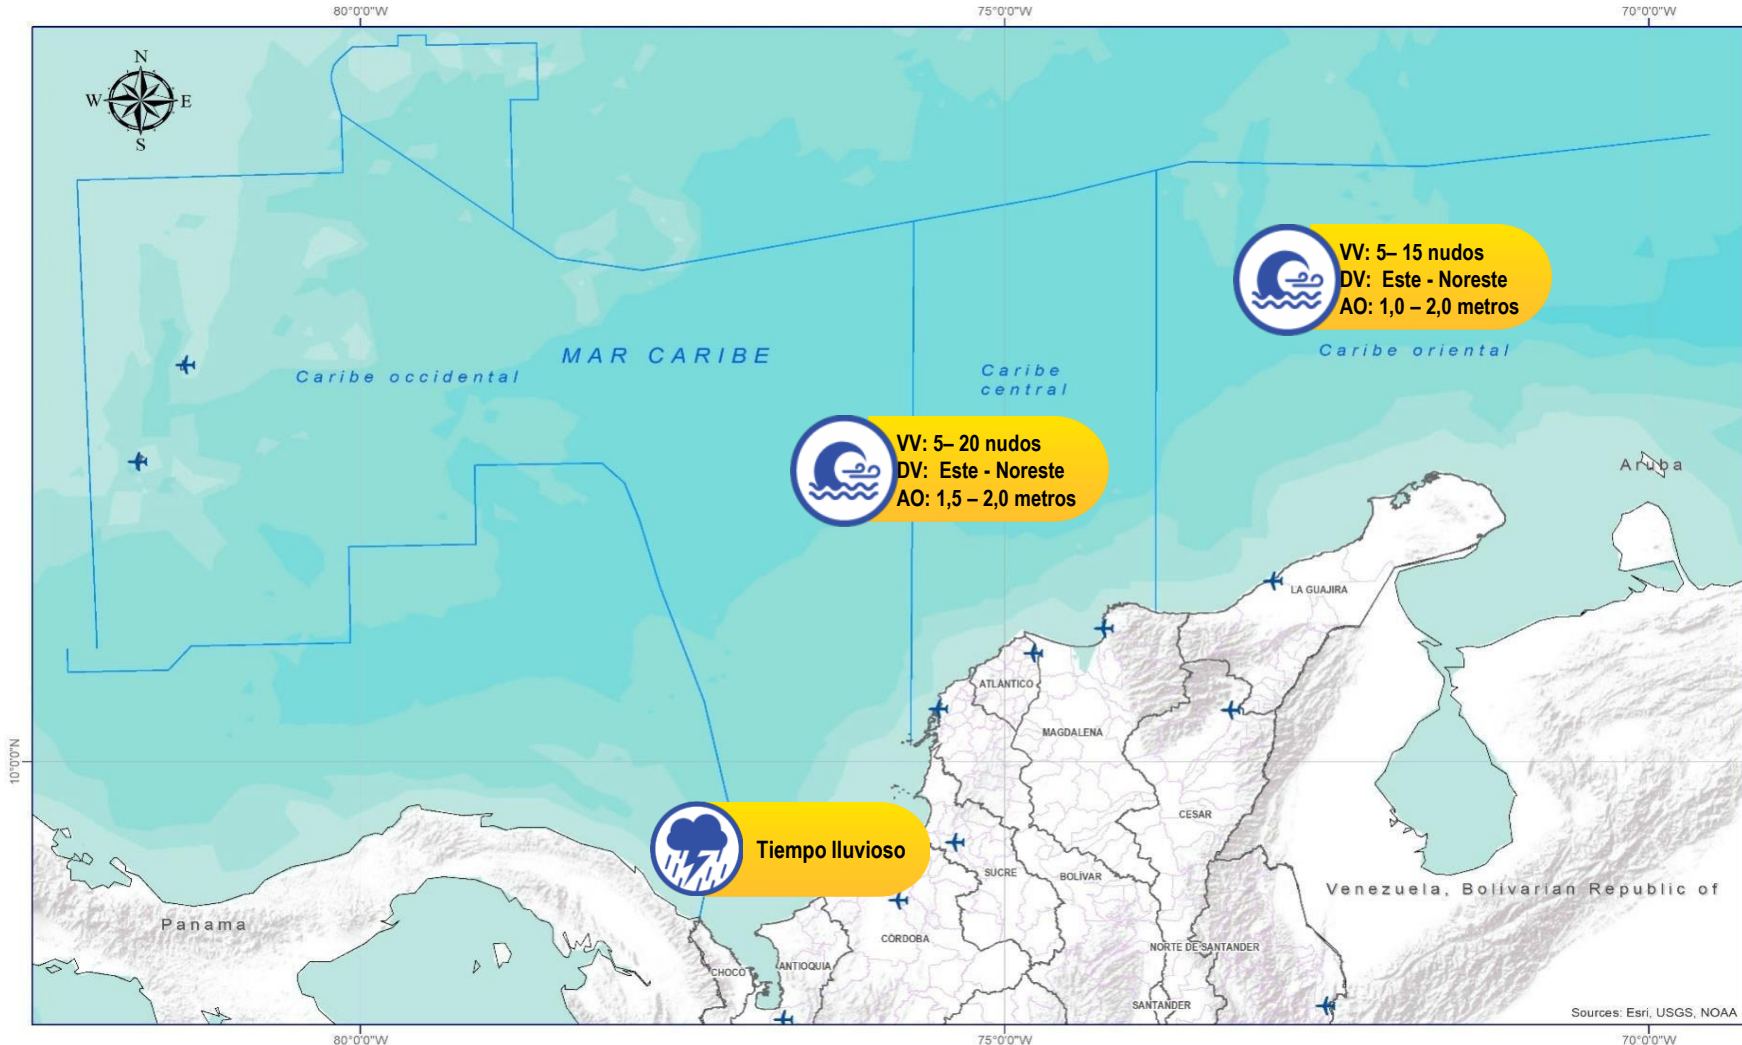 80°0'0"W
75°0'0"W
70°0'0"W
N
W
E
S
VV: 5– 15 nudos
DV: Este - Noreste
AO: 1,0 – 2,0 metros
MAR CARIBE
Caribe oriental
Caribe occidental
Caribe
central
VV: 5– 20 nudos
DV: Este - Noreste
AO: 1,5 – 2,0 metros
Aruba
LA GUAJIRA
ATLÁNTICO
MAGDALENA
10°0'0"N
CESAR
Tiempo lluvioso
SUCRE
BOLÍVAR
Venezuela, Bolivarian Republic of
Panama
CÓRDOBA
NORTE DE SANTANDER
CHOCÓ
ANTIOQUIA
SANTANDER
Sources: Esri, USGS, NOAA
80°0'0"W
75°0'0"W
70°0'0"W